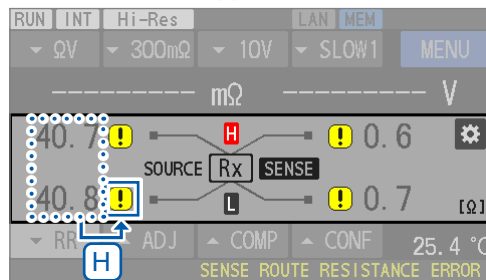 RUN INT Hi-Res LAN MEM
ΩV 300mΩ 10V SLOW1 MENU
---------- mΩ ---------- V
40.7 ! H ! 0.6
SOURCE Rx SENSE
40.8 ! L ! 0.7 [Ω]
RR ADJ COMP CONF 25.4 °C
H
SENSE ROUTE RESISTANCE ERROR